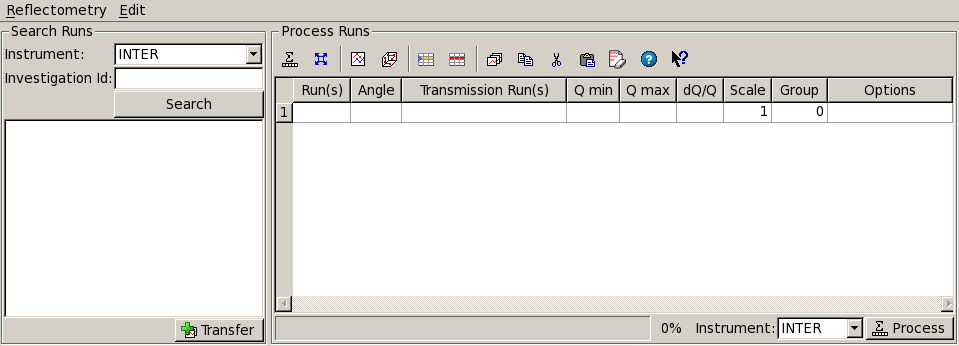 Reflectometry Edit
Search Runs
Instrument: INTER
Investigation Id:
Search
Transfer
Process Runs
Run(s) Angle Transmission Run(s) Q min Q max dQ/Q Scale Group Options
1 1 0
0% Instrument: INTER Process